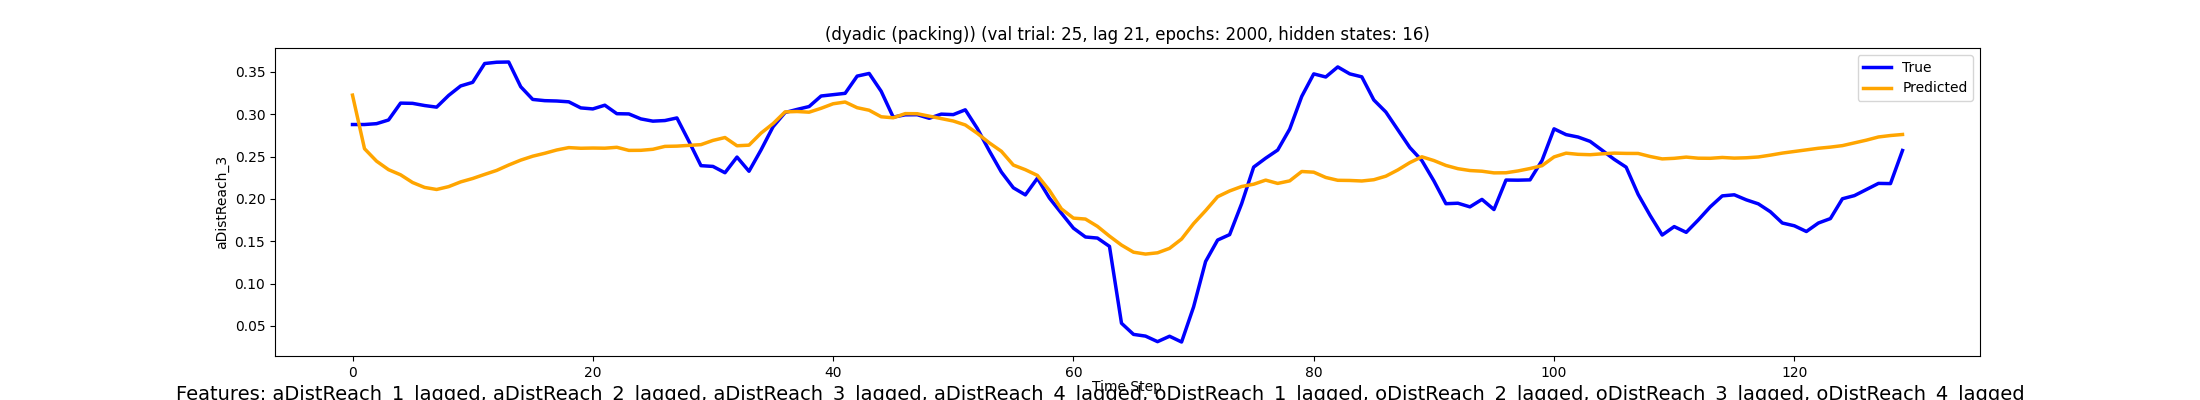 (dyadic (packing)) (val trial: 25, lag 21, epochs: 2000, hidden states: 16)
True
Predicted
0.35
0.30
0.25
0.20
0.15
0.10
0.05
aDistReach_3
0
20
40
60
80
100
120
Time Step
Features: aDistReach_1_lagged, aDistReach_2_lagged, aDistReach_3_lagged, aDistReach_4_lagged, oDistReach_1_lagged, oDistReach_2_lagged, oDistReach_3_lagged, oDistReach_4_lagged